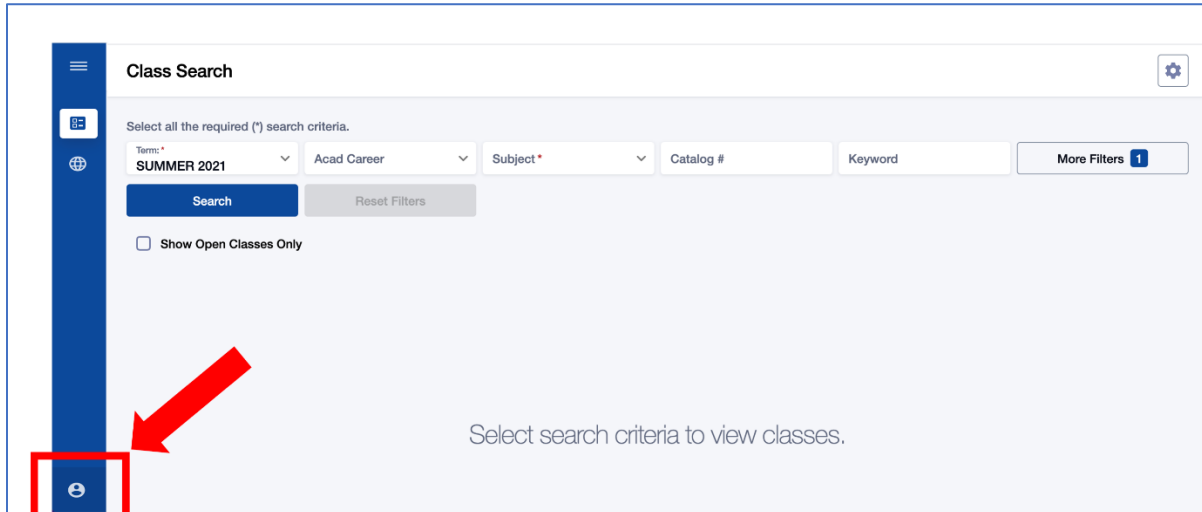 Class Search
Select all the required (*) search criteria.
Term: *
SUMMER 2021
Acad Career
Subject *
Catalog #
Keyword
More Filters 1
Search
Reset Filters
Show Open Classes Only
Select search criteria to view classes.